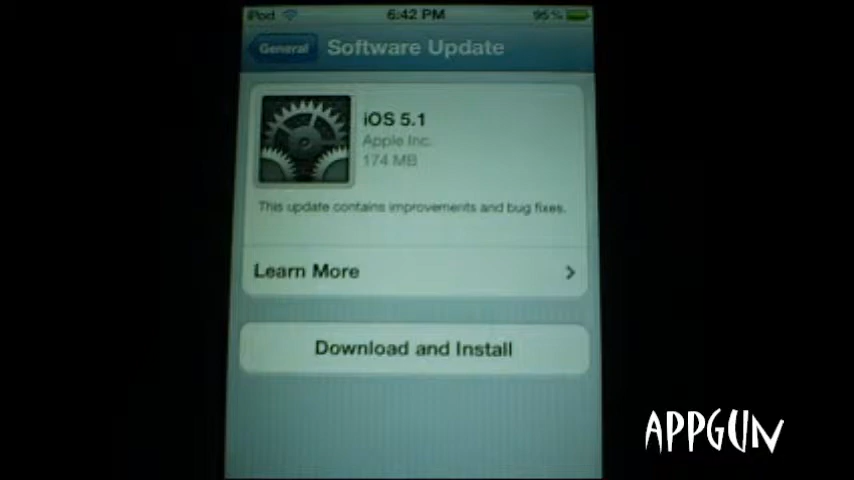 iPod 6:42 PM 95%
General Software Update
iOS 5.1
Apple Inc.
174 MB
This update contains improvements and bug fixes.
Learn More
Download and Install
APPGUN